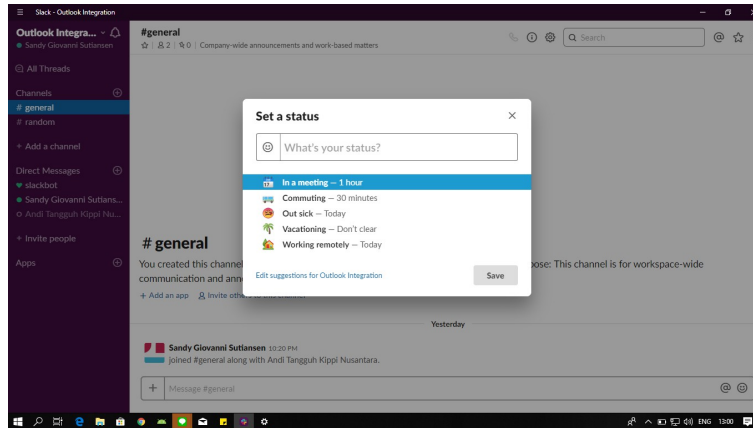 Slack - Outlook Integration
Outlook Integra...
Sandy Giovanni Sutiansen
All Threads
Channels
# general
# random
+ Add a channel
Direct Messages
slackbot
Sandy Giovanni Sutians...
Andi Tangguh Kippi Nu...
+ Invite people
Apps
#general
2 | 0 | Company-wide announcements and work-based matters
Search
Set a status
What's your status?
In a meeting – 1 hour
Commuting – 30 minutes
Out sick – Today
Vacationing – Don't clear
Working remotely – Today
Edit suggestions for Outlook Integration
Save
# general
You created this channel
pose: This channel is for workspace-wide
communication and ann
+ Add an app
Invite othe
Yesterday
Sandy Giovanni Sutiansen 10:20 PM
joined #general along with Andi Tangguh Kippi Nusantara.
Message #general
ENG 13:00